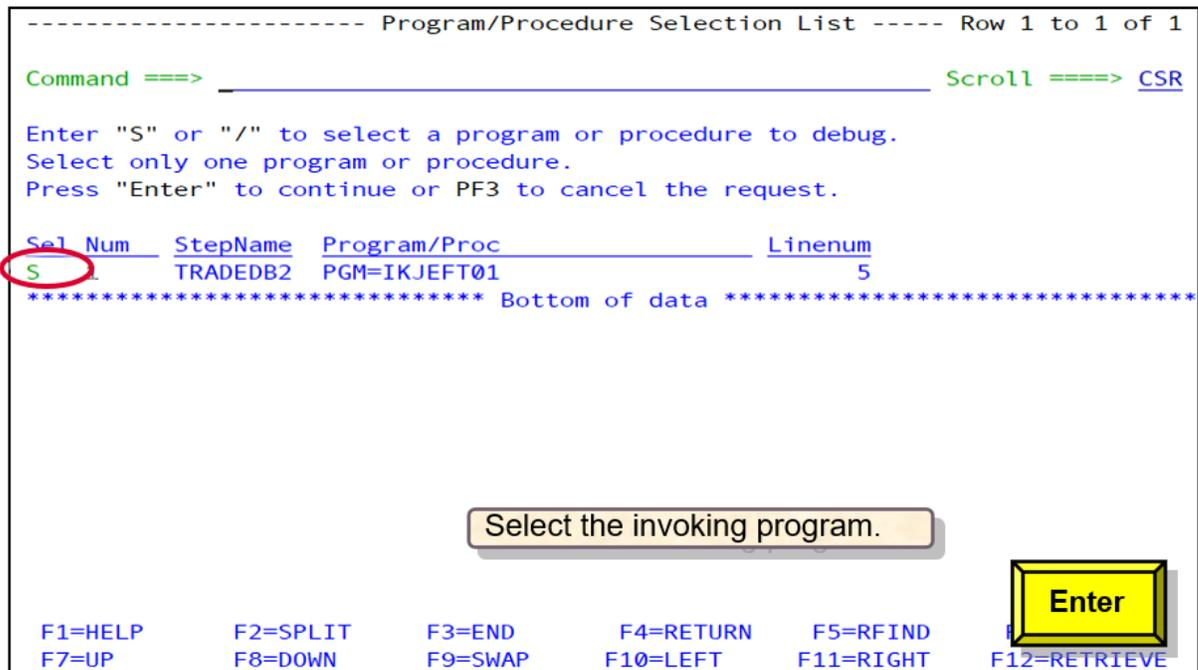 ----------------------- Program/Procedure Selection List ----- Row 1 to 1 of 1
Command ===> _ Scroll ====> CSR
Enter "S" or "/" to select a program or procedure to debug.
Select only one program or procedure.
Press "Enter" to continue or PF3 to cancel the request.
Sel Num StepName Program/Proc Linenum
S 1 TRADEDB2 PGM=IKJEFT01 5
******************************* Bottom of data ********************************
Select the invoking program.
Enter
F1=HELP F2=SPLIT F3=END F4=RETURN F5=RFIND
F7=UP F8=DOWN F9=SWAP F10=LEFT F11=RIGHT F12=RETRIEVE